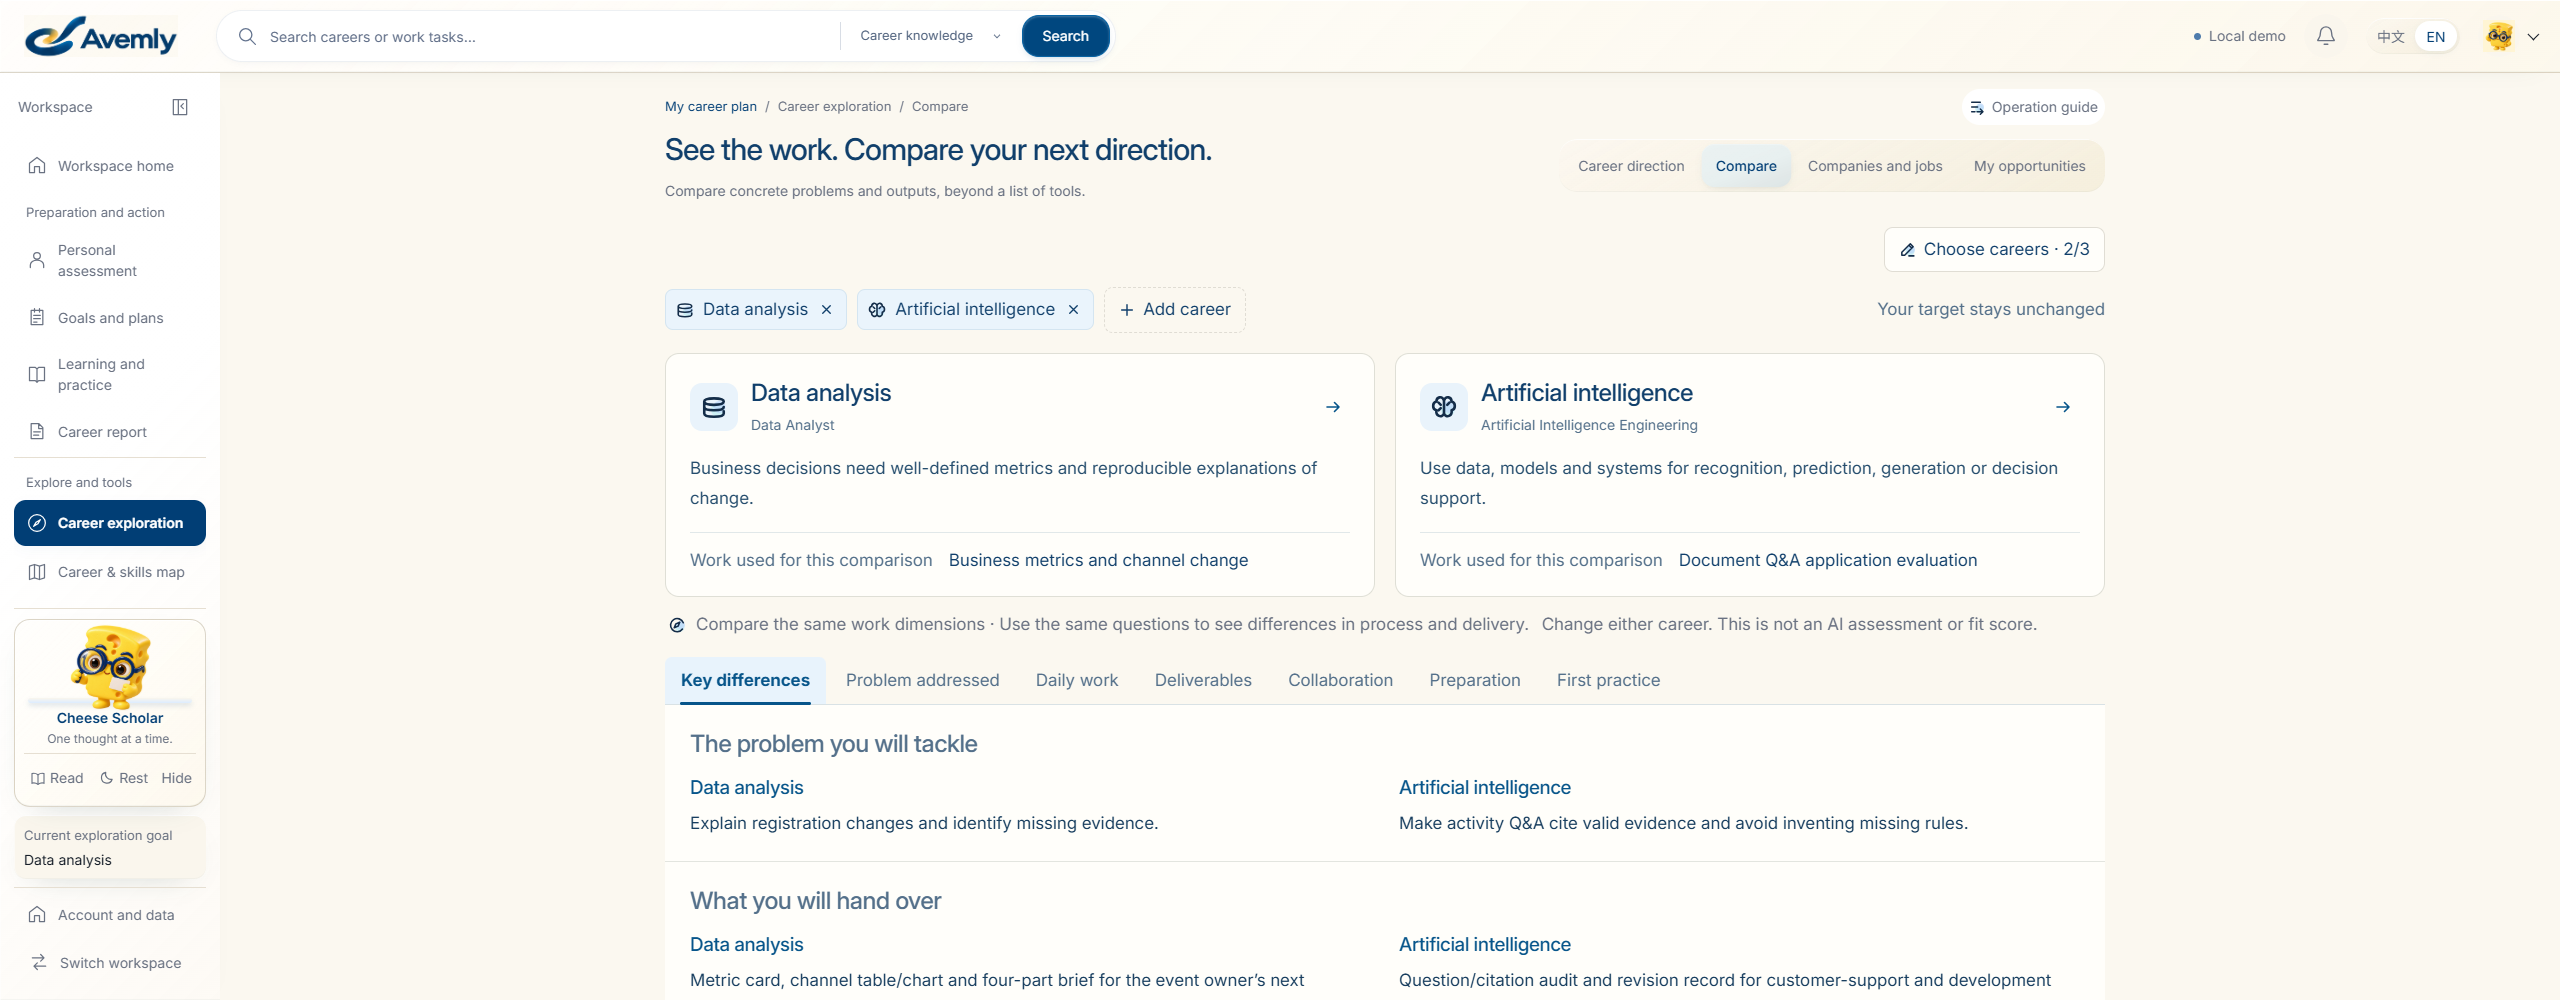 Avemly
Search careers or work tasks...
Career knowledge
Search
Local demo
中文
EN
Workspace
Workspace home
Preparation and action
Personal
assessment
Goals and plans
Learning and
practice
Career report
Explore and tools
Career exploration
Career & skills map
Cheese Scholar
One thought at a time.
Read
Rest
Hide
Current exploration goal
Data analysis
Account and data
Switch workspace
My career plan / Career exploration / Compare
Operation guide
See the work. Compare your next direction.
Compare concrete problems and outputs, beyond a list of tools.
Career direction
Compare
Companies and jobs
My opportunities
Choose careers · 2/3
Data analysis
Artificial intelligence
Add career
Your target stays unchanged
Data analysis
Data Analyst
Business decisions need well-defined metrics and reproducible explanations of
change.
Work used for this comparison Business metrics and channel change
Artificial intelligence
Artificial Intelligence Engineering
Use data, models and systems for recognition, prediction, generation or decision
support.
Work used for this comparison Document Q&A application evaluation
Compare the same work dimensions · Use the same questions to see differences in process and delivery. Change either career. This is not an AI assessment or fit score.
Key differences
Problem addressed
Daily work
Deliverables
Collaboration
Preparation
First practice
The problem you will tackle
Data analysis
Explain registration changes and identify missing evidence.
Artificial intelligence
Make activity Q&A cite valid evidence and avoid inventing missing rules.
What you will hand over
Data analysis
Metric card, channel table/chart and four-part brief for the event owner’s next
Artificial intelligence
Question/citation audit and revision record for customer-support and development